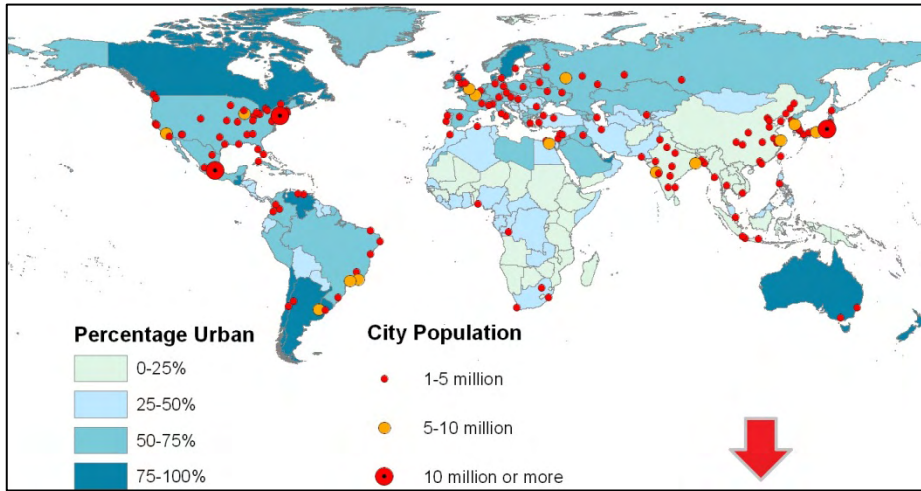 Percentage Urban
0-25%
25-50%
50-75%
75-100%
City Population
1-5 million
5-10 million
10 million or more